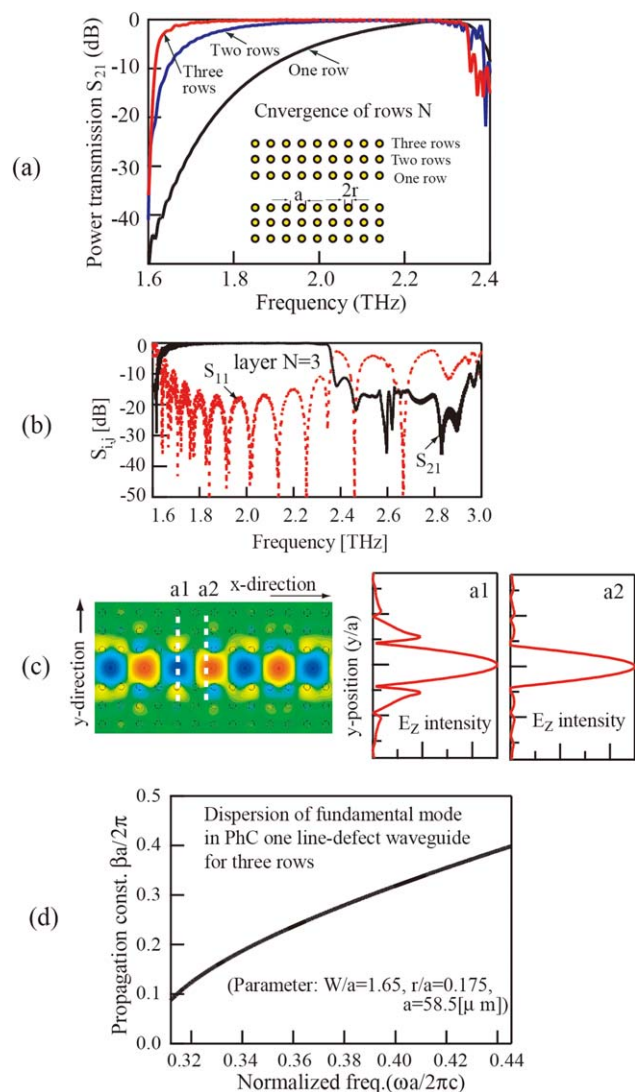 (a)
Power transmission S21 (dB)
0
-10
-20
-30
-40
Three
rows
Two rows
One row
Cnvergence of rows N
Three rows
Two rows
One row
a
2r
1.6
1.8
2.0
2.2
2.4
Frequency (THz)
(b)
Si,j [dB]
0
-10
-20
-30
-40
-50
layer N=3
S11
S21
1.6 1.8 2.0 2.2 2.4 2.6 2.8 3.0
Frequency [THz]
(c)
x-direction
a1 a2
y-direction
y-position (y/a)
a1
EZ intensity
a2
EZ intensity
(d)
Propagation const. βa/2π
0.5
0.4
0.3
0.2
0.1
0.0
Dispersion of fundamental mode
in PhC one line-defect waveguide
for three rows
(Parameter: W/a=1.65, r/a=0.175,
a=58.5[μ m])
0.32 0.34 0.36 0.38 0.40 0.42 0.44
Normalized freq.(ωa/2πc)